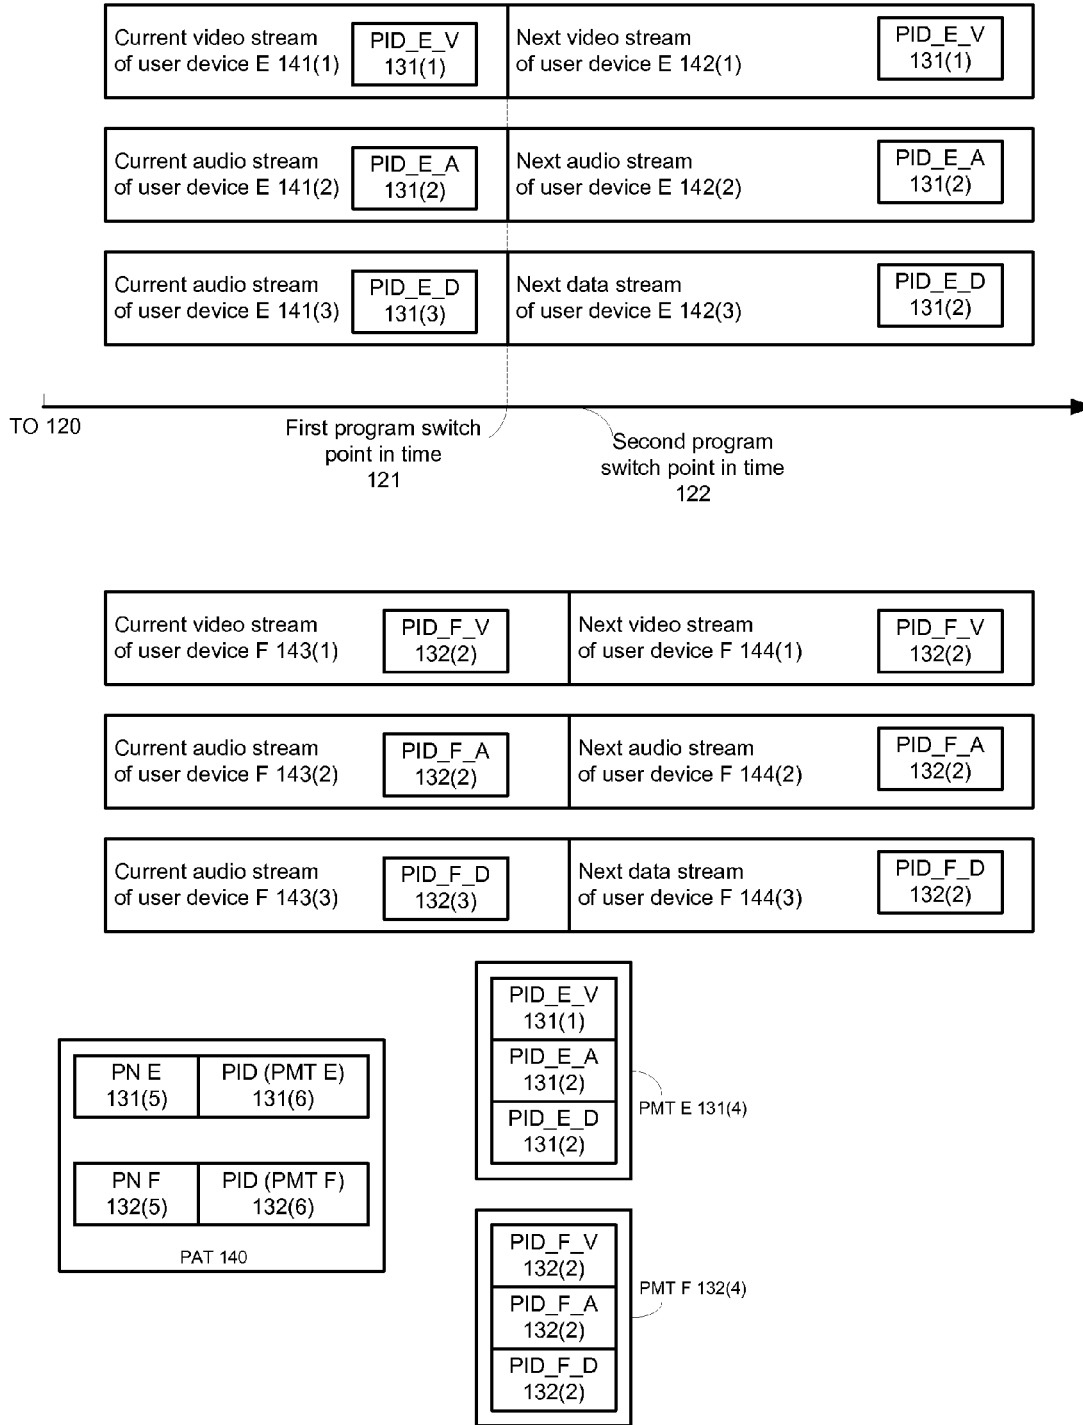 Current video stream
of user device E 141(1)
PID_E_V
131(1)
Next video stream
of user device E 142(1)
PID_E_V
131(1)
Current audio stream
of user device E 141(2)
PID_E_A
131(2)
Next audio stream
of user device E 142(2)
PID_E_A
131(2)
Current audio stream
of user device E 141(3)
PID_E_D
131(3)
Next data stream
of user device E 142(3)
PID_E_D
131(2)
TO 120
First program switch
point in time
121
Second program
switch point in time
122
Current video stream
of user device F 143(1)
PID_F_V
132(2)
Next video stream
of user device F 144(1)
PID_F_V
132(2)
Current audio stream
of user device F 143(2)
PID_F_A
132(2)
Next audio stream
of user device F 144(2)
PID_F_A
132(2)
Current audio stream
of user device F 143(3)
PID_F_D
132(3)
Next data stream
of user device F 144(3)
PID_F_D
132(2)
PID_E_V
131(1)
PID_E_A
131(2)
PID_E_D
131(2)
PMT E 131(4)
PN E
131(5)
PID (PMT E)
131(6)
PN F
132(5)
PID (PMT F)
132(6)
PAT 140
PID_F_V
132(2)
PID_F_A
132(2)
PID_F_D
132(2)
PMT F 132(4)